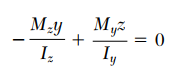 − M_z y / I_z + M_y z / I_y = 0